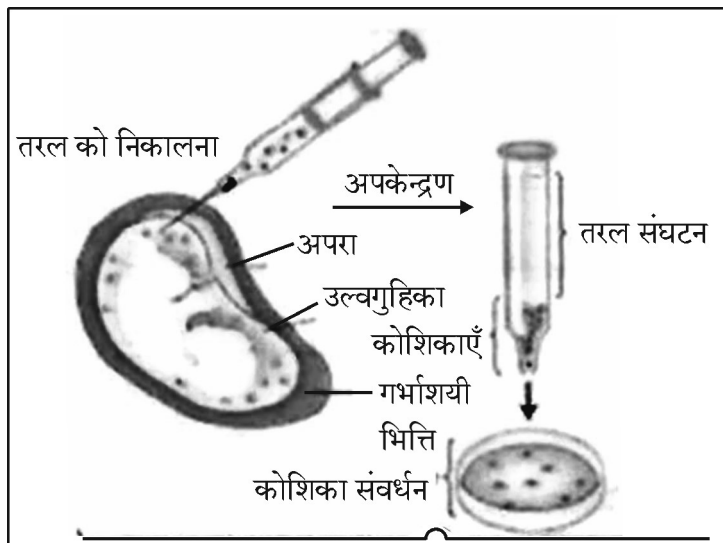 तरल को निकालना
अपकेन्द्रण
तरल संघटन
अपरा
उल्वगुहिका
कोशिकाएँ
गर्भाशयी
भित्ति
कोशिका संवर्धन